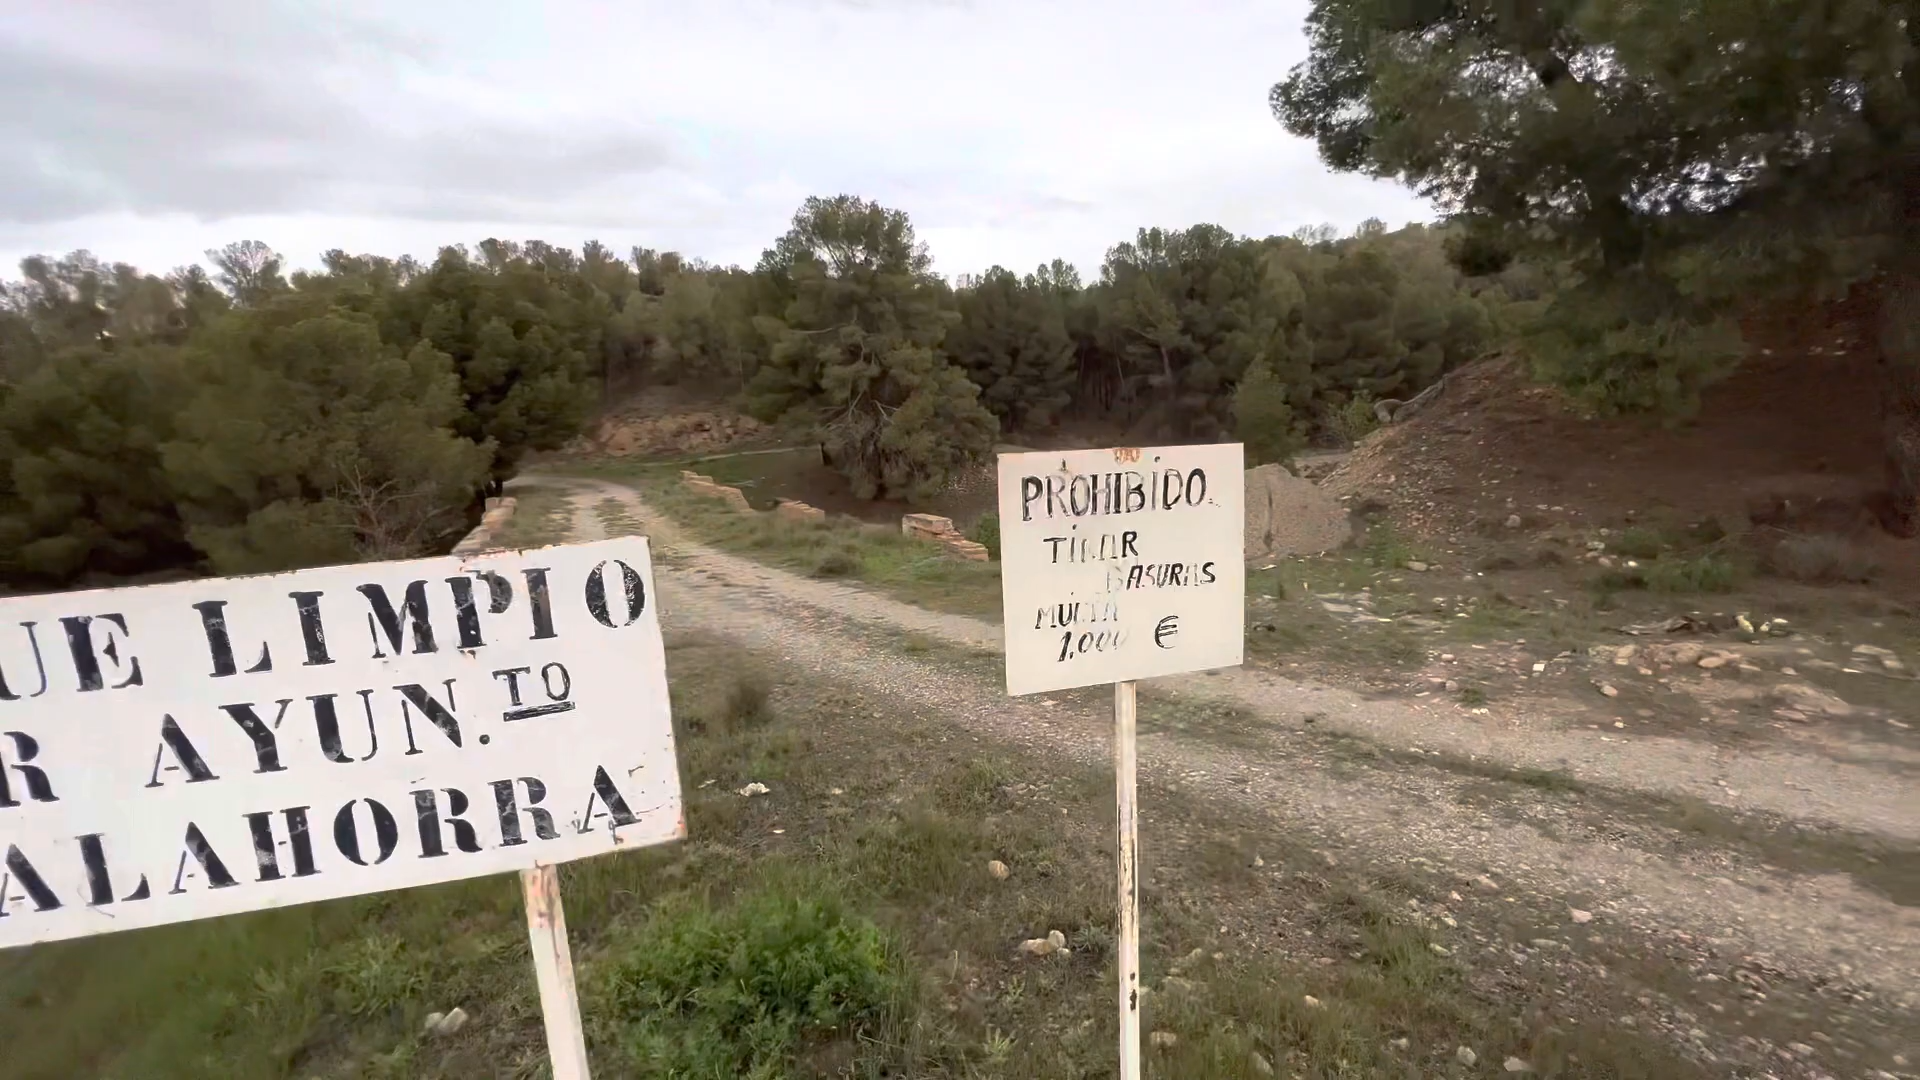 UE LIMPIO
R AYUN.TO
ALAHORRA
PROHIBIDO
TIRAR
BASURAS
MULTA
1.000 €